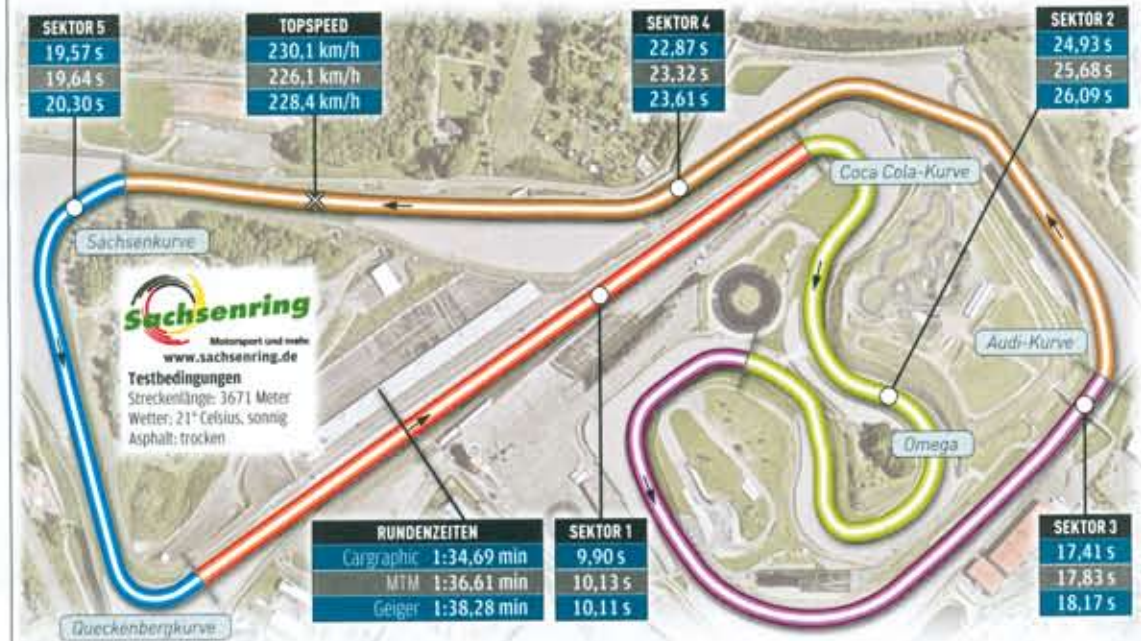 SEKTOR 5
19,57 s
19,64 s
20,30 s
TOPSPEED
230,1 km/h
226,1 km/h
228,4 km/h
SEKTOR 4
22,87 s
23,32 s
23,61 s
SEKTOR 2
24,93 s
25,68 s
26,09 s
Coca Cola-Kurve
Sachsenkurve
Sachsenring
Motorsport und mehr
www.sachsenring.de
Testbedingungen
Streckenlänge: 3671 Meter
Wetter: 21° Celsius, sonnig
Asphalt: trocken
Audi-Kurve
Omega
RUNDENZEITEN
Cargraphic 1:34,69 min
MTM 1:36,61 min
Geiger 1:38,28 min
SEKTOR 1
9,90 s
10,13 s
10,11 s
SEKTOR 3
17,41 s
17,83 s
18,17 s
Queckenbergkurve